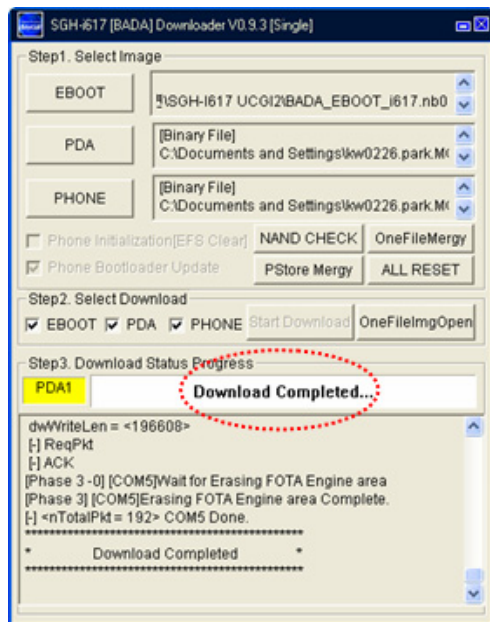 SGH-i617 [BADA] Downloader V0.9.3 [Single]
Step1. Select Image
EBOOT
\SGH-I617 UCGI2\BADA_EBOOT_i617.nb0
PDA
[Binary File]
C:\Documents and Settings\kw0226.park.M
PHONE
[Binary File]
C:\Documents and Settings\kw0226.park.M
Phone Initialization[EFS Clear] NAND CHECK OneFileMergy
Phone Bootloader Update PStore Mergy ALL RESET
Step2. Select Download
EBOOT PDA PHONE Start Download OneFileImgOpen
Step3. Download Status Progress
PDA1 Download Completed...
dwWriteLen = <196608>
[-] ReqPkt
[-] ACK
[Phase 3 -0] [COM5]Wait for Erasing FOTA Engine area
[Phase 3] [COM5]Erasing FOTA Engine area Complete.
[-] <nTotalPkt = 192> COM5 Done.
********************************************
* Download Completed *
********************************************